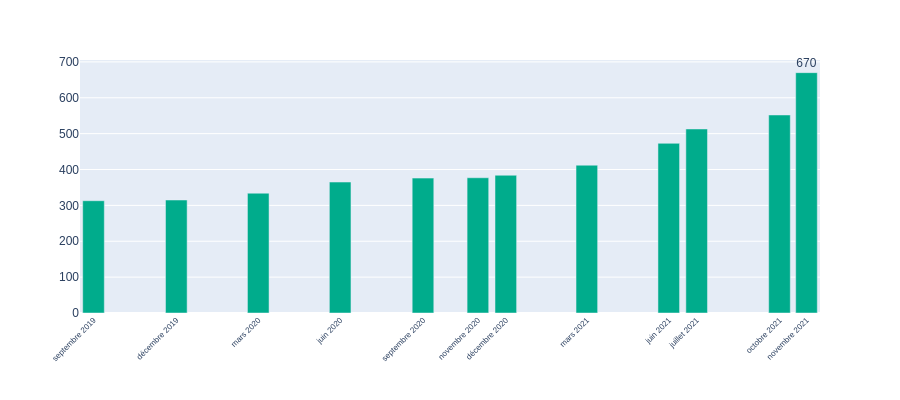 700
600
500
400
300
200
100
0
670
septembre 2019
décembre 2019
mars 2020
juin 2020
septembre 2020
novembre 2020
décembre 2020
mars 2021
juin 2021
juillet 2021
octobre 2021
novembre 2021